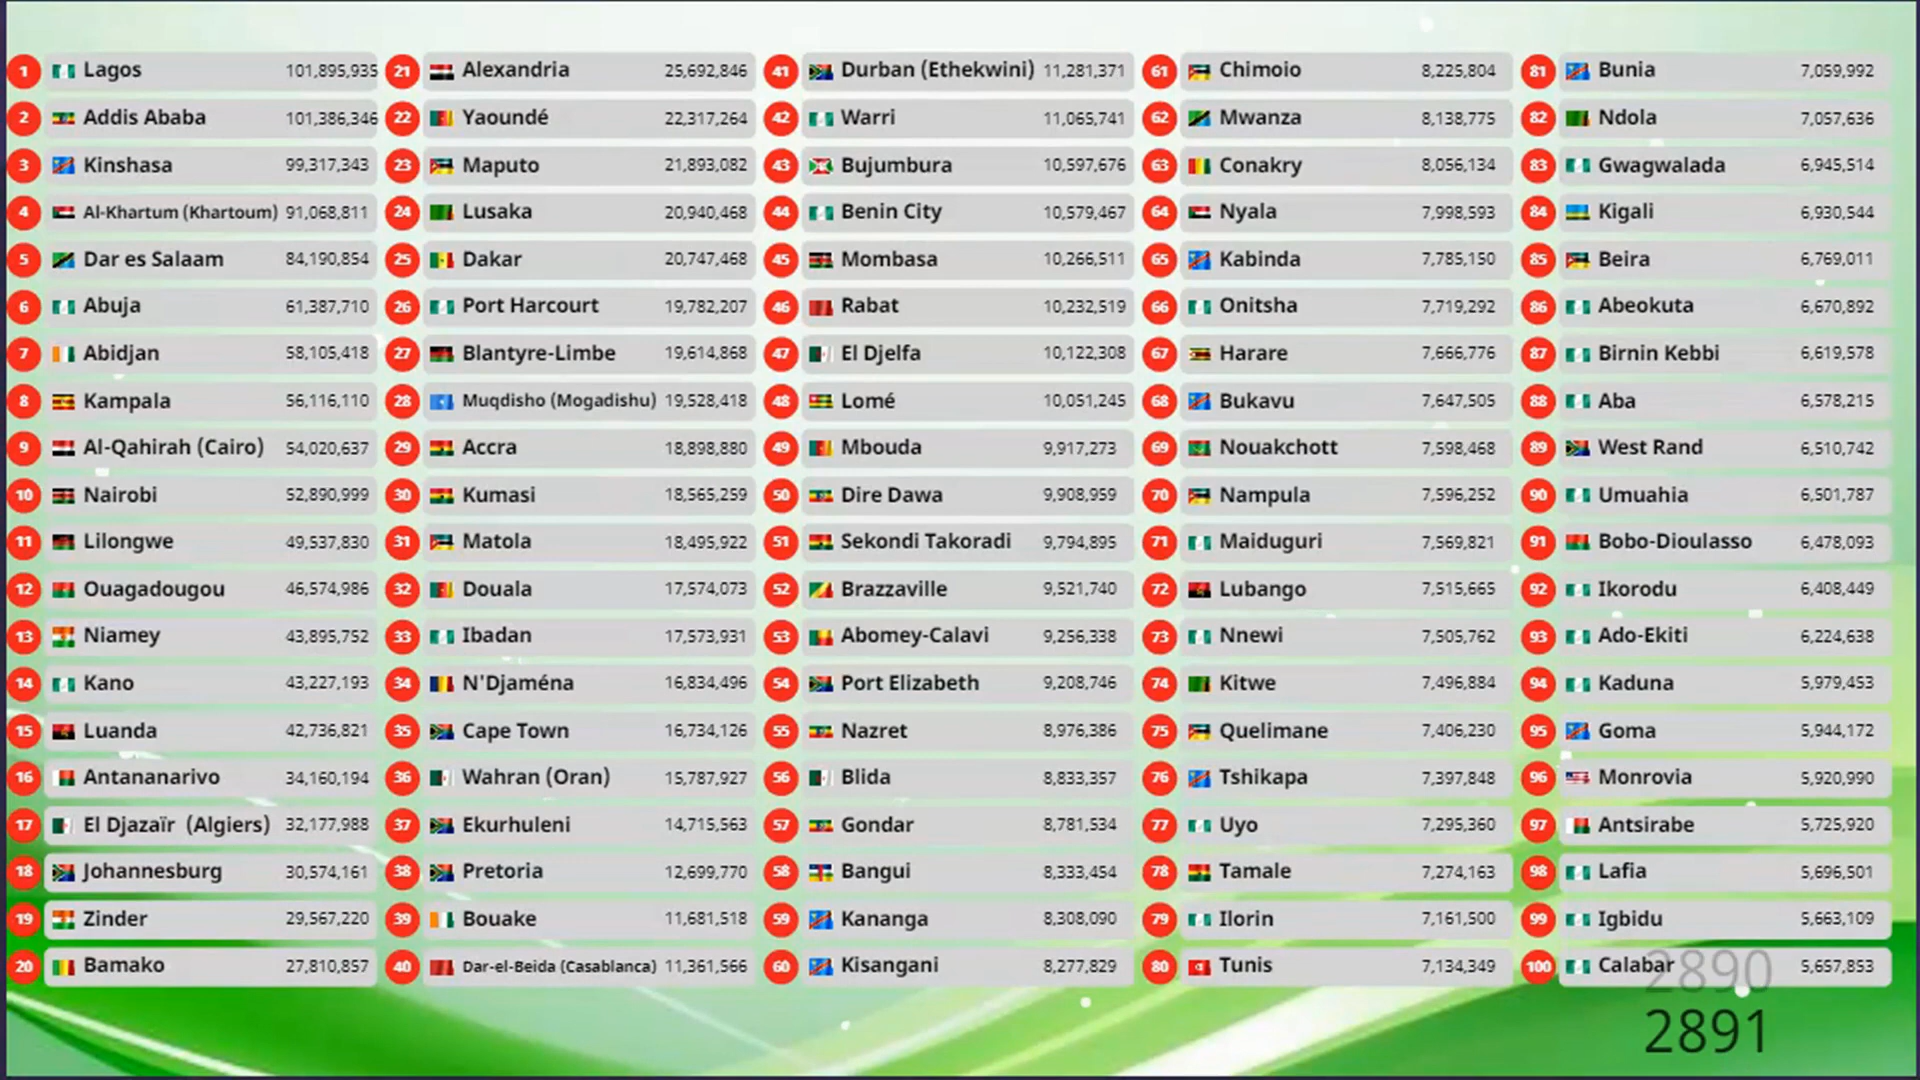 1 Lagos 101,895,935
2 Addis Ababa 101,386,346
3 Kinshasa 99,317,343
4 Al-Khartum (Khartoum) 91,068,811
5 Dar es Salaam 84,190,854
6 Abuja 61,387,710
7 Abidjan 58,105,418
8 Kampala 56,116,110
9 Al-Qahirah (Cairo) 54,020,637
10 Nairobi 52,890,999
11 Lilongwe 49,537,830
12 Ouagadougou 46,574,986
13 Niamey 43,895,752
14 Kano 43,227,193
15 Luanda 42,736,821
16 Antananarivo 34,160,194
17 El Djazaïr (Algiers) 32,177,988
18 Johannesburg 30,574,161
19 Zinder 29,567,220
20 Bamako 27,810,857
21 Alexandria 25,692,846
22 Yaoundé 22,317,264
23 Maputo 21,893,082
24 Lusaka 20,940,468
25 Dakar 20,747,468
26 Port Harcourt 19,782,207
27 Blantyre-Limbe 19,614,868
28 Muqdisho (Mogadishu) 19,528,418
29 Accra 18,898,880
30 Kumasi 18,565,259
31 Matola 18,495,922
32 Douala 17,574,073
33 Ibadan 17,573,931
34 N'Djaména 16,834,496
35 Cape Town 16,734,126
36 Wahran (Oran) 15,787,927
37 Ekurhuleni 14,715,563
38 Pretoria 12,699,770
39 Bouake 11,681,518
40 Dar-el-Beida (Casablanca) 11,361,566
41 Durban (Ethekwini) 11,281,371
42 Warri 11,065,741
43 Bujumbura 10,597,676
44 Benin City 10,579,467
45 Mombasa 10,266,511
46 Rabat 10,232,519
47 El Djelfa 10,122,308
48 Lomé 10,051,245
49 Mbouda 9,917,273
50 Dire Dawa 9,908,959
51 Sekondi Takoradi 9,794,895
52 Brazzaville 9,521,740
53 Abomey-Calavi 9,256,338
54 Port Elizabeth 9,208,746
55 Nazret 8,976,386
56 Blida 8,833,357
57 Gondar 8,781,534
58 Bangui 8,333,454
59 Kananga 8,308,090
60 Kisangani 8,277,829
61 Chimoio 8,225,804
62 Mwanza 8,138,775
63 Conakry 8,056,134
64 Nyala 7,998,593
65 Kabinda 7,785,150
66 Onitsha 7,719,292
67 Harare 7,666,776
68 Bukavu 7,647,505
69 Nouakchott 7,598,468
70 Nampula 7,596,252
71 Maiduguri 7,569,821
72 Lubango 7,515,665
73 Nnewi 7,505,762
74 Kitwe 7,496,884
75 Quelimane 7,406,230
76 Tshikapa 7,397,848
77 Uyo 7,295,360
78 Tamale 7,274,163
79 Ilorin 7,161,500
80 Tunis 7,134,349
81 Bunia 7,059,992
82 Ndola 7,057,636
83 Gwagwalada 6,945,514
84 Kigali 6,930,544
85 Beira 6,769,011
86 Abeokuta 6,670,892
87 Birnin Kebbi 6,619,578
88 Aba 6,578,215
89 West Rand 6,510,742
90 Umuahia 6,501,787
91 Bobo-Dioulasso 6,478,093
92 Ikorodu 6,408,449
93 Ado-Ekiti 6,224,638
94 Kaduna 5,979,453
95 Goma 5,944,172
96 Monrovia 5,920,990
97 Antsirabe 5,725,920
98 Lafia 5,696,501
99 Igbidu 5,663,109
100 Calabar 5,657,853
2890
2891